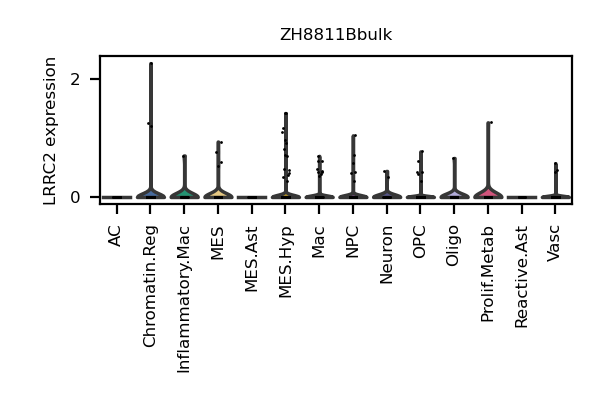 ZH8811Bbulk
LRRC2 expression
2
0
AC
Chromatin.Reg
Inflammatory.Mac
MES
MES.Ast
MES.Hyp
Mac
NPC
Neuron
OPC
Oligo
Prolif.Metab
Reactive.Ast
Vasc